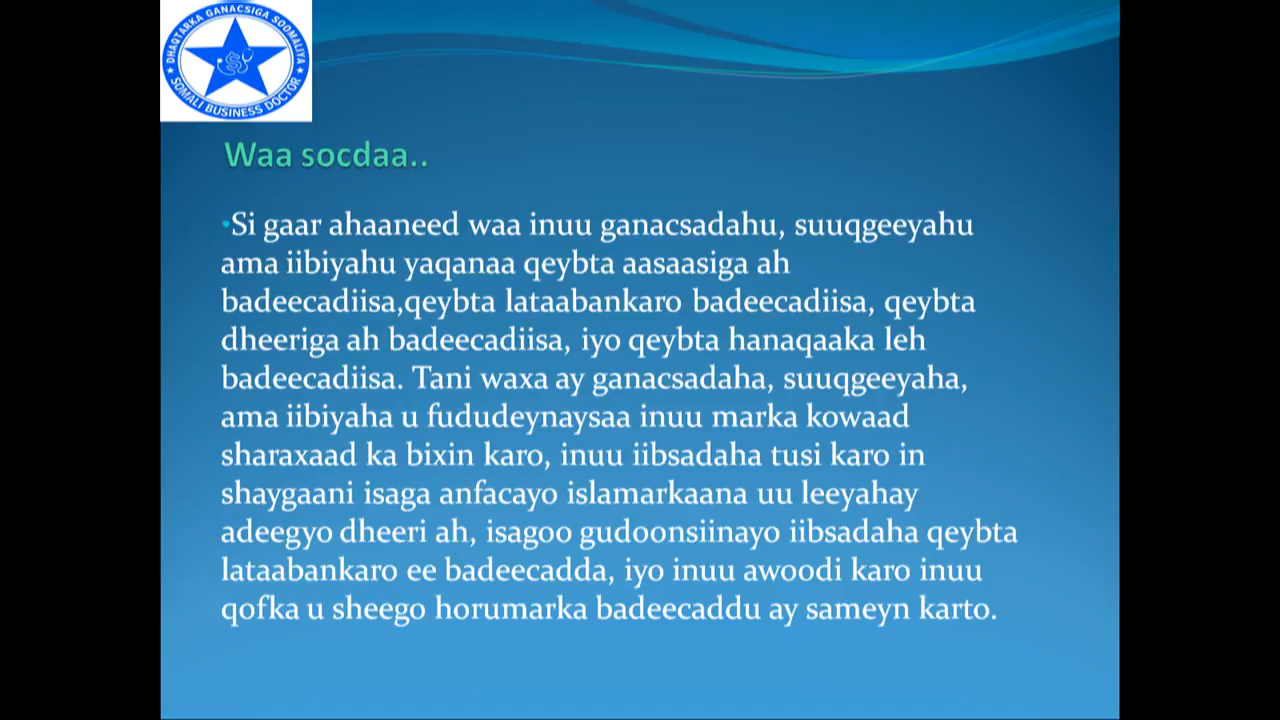 DHAQTARKA GANACSIGA SOOMALIYA
SOMALI BUSINESS DOCTOR
Waa socdaa..
•Si gaar ahaaneed waa inuu ganacsadahu, suuqgeeyahu
ama iibiyahu yaqanaa qeybta aasaasiga ah
badeecadiisa,qeybta lataabankaro badeecadiisa, qeybta
dheeriga ah badeecadiisa, iyo qeybta hanaqaaka leh
badeecadiisa. Tani waxa ay ganacsadaha, suuqgeeyaha,
ama iibiyaha u fududeynaysaa inuu marka kowaad
sharaxaad ka bixin karo, inuu iibsadaha tusi karo in
shaygaani isaga anfacayo islamarkaana uu leeyahay
adeegyo dheeri ah, isagoo gudoonsiinayo iibsadaha qeybta
lataabankaro ee badeecadda, iyo inuu awoodi karo inuu
qofka u sheego horumarka badeecaddu ay sameyn karto.